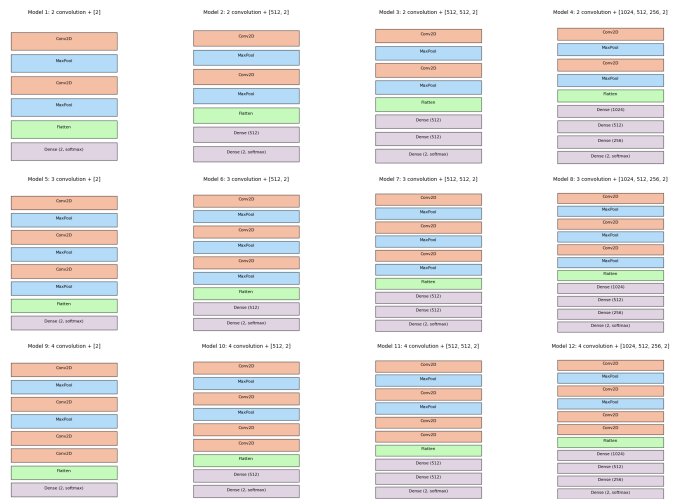 Model 1: 2 convolution + [2]
Conv2D
MaxPool
Conv2D
MaxPool
Flatten
Dense (2, softmax)
Model 2: 2 convolution + [512, 2]
Conv2D
MaxPool
Conv2D
MaxPool
Flatten
Dense (512)
Dense (2, softmax)
Model 3: 2 convolution + [512, 512, 2]
Conv2D
MaxPool
Conv2D
MaxPool
Flatten
Dense (512)
Dense (512)
Dense (2, softmax)
Model 4: 2 convolution + [1024, 512, 256, 2]
Conv2D
MaxPool
Conv2D
MaxPool
Flatten
Dense (1024)
Dense (512)
Dense (256)
Dense (2, softmax)
Model 5: 3 convolution + [2]
Conv2D
MaxPool
Conv2D
MaxPool
Conv2D
MaxPool
Flatten
Dense (2, softmax)
Model 6: 3 convolution + [512, 2]
Conv2D
MaxPool
Conv2D
MaxPool
Conv2D
MaxPool
Flatten
Dense (512)
Dense (2, softmax)
Model 7: 3 convolution + [512, 512, 2]
Conv2D
MaxPool
Conv2D
MaxPool
Conv2D
MaxPool
Flatten
Dense (512)
Dense (512)
Dense (2, softmax)
Model 8: 3 convolution + [1024, 512, 256, 2]
Conv2D
MaxPool
Conv2D
MaxPool
Conv2D
MaxPool
Flatten
Dense (1024)
Dense (512)
Dense (256)
Dense (2, softmax)
Model 9: 4 convolution + [2]
Conv2D
MaxPool
Conv2D
MaxPool
Conv2D
Conv2D
Flatten
Dense (2, softmax)
Model 10: 4 convolution + [512, 2]
Conv2D
MaxPool
Conv2D
MaxPool
Conv2D
Conv2D
Flatten
Dense (512)
Dense (2, softmax)
Model 11: 4 convolution + [512, 512, 2]
Conv2D
MaxPool
Conv2D
MaxPool
Conv2D
Conv2D
Flatten
Dense (512)
Dense (512)
Dense (2, softmax)
Model 12: 4 convolution + [1024, 512, 256, 2]
Conv2D
MaxPool
Conv2D
MaxPool
Conv2D
Conv2D
Flatten
Dense (1024)
Dense (512)
Dense (256)
Dense (2, softmax)